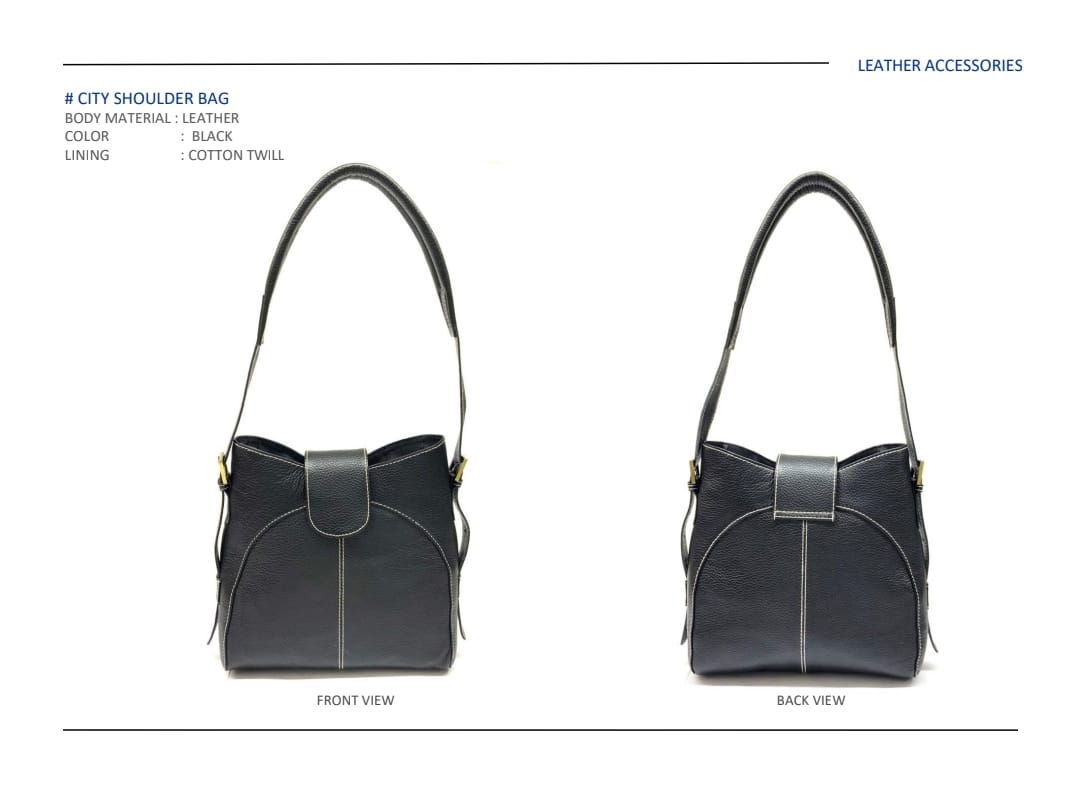 LEATHER ACCESSORIES
# CITY SHOULDER BAG
BODY MATERIAL : LEATHER
COLOR : BLACK
LINING : COTTON TWILL
FRONT VIEW
BACK VIEW